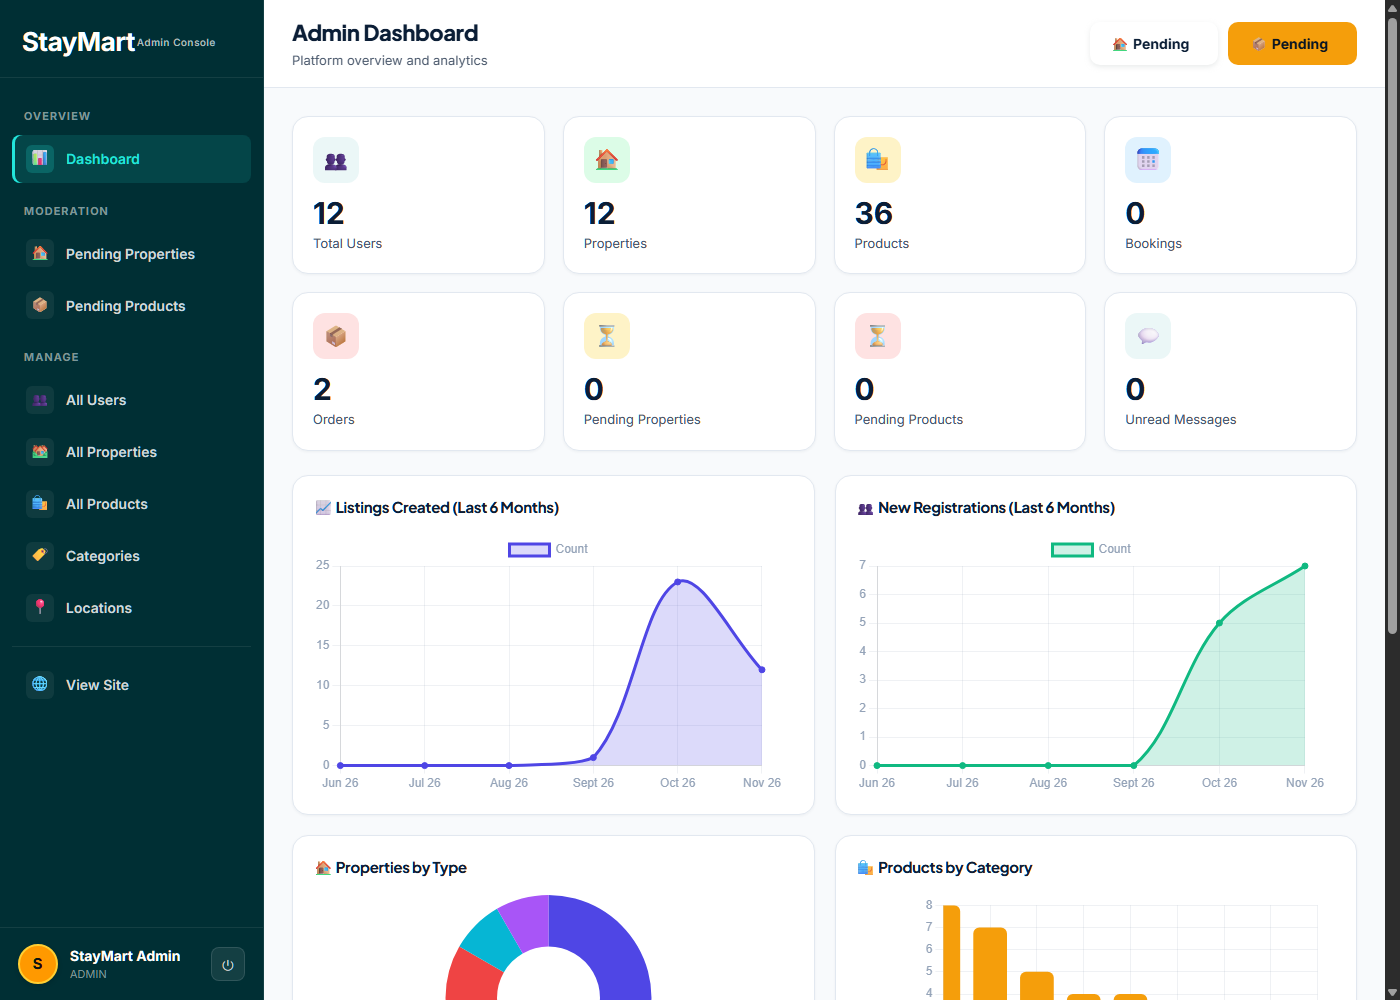 StayMart Admin Console
OVERVIEW
Dashboard
MODERATION
Pending Properties
Pending Products
MANAGE
All Users
All Properties
All Products
Categories
Locations
View Site
S
StayMart Admin
ADMIN
Admin Dashboard
Platform overview and analytics
Pending
Pending
12
Total Users
12
Properties
36
Products
0
Bookings
2
Orders
0
Pending Properties
0
Pending Products
0
Unread Messages
Listings Created (Last 6 Months)
Count
25
20
15
10
5
0
Jun 26 Jul 26 Aug 26 Sept 26 Oct 26 Nov 26
New Registrations (Last 6 Months)
Count
7
6
5
4
3
2
1
0
Jun 26 Jul 26 Aug 26 Sept 26 Oct 26 Nov 26
Properties by Type
Products by Category
8
7
6
5
4